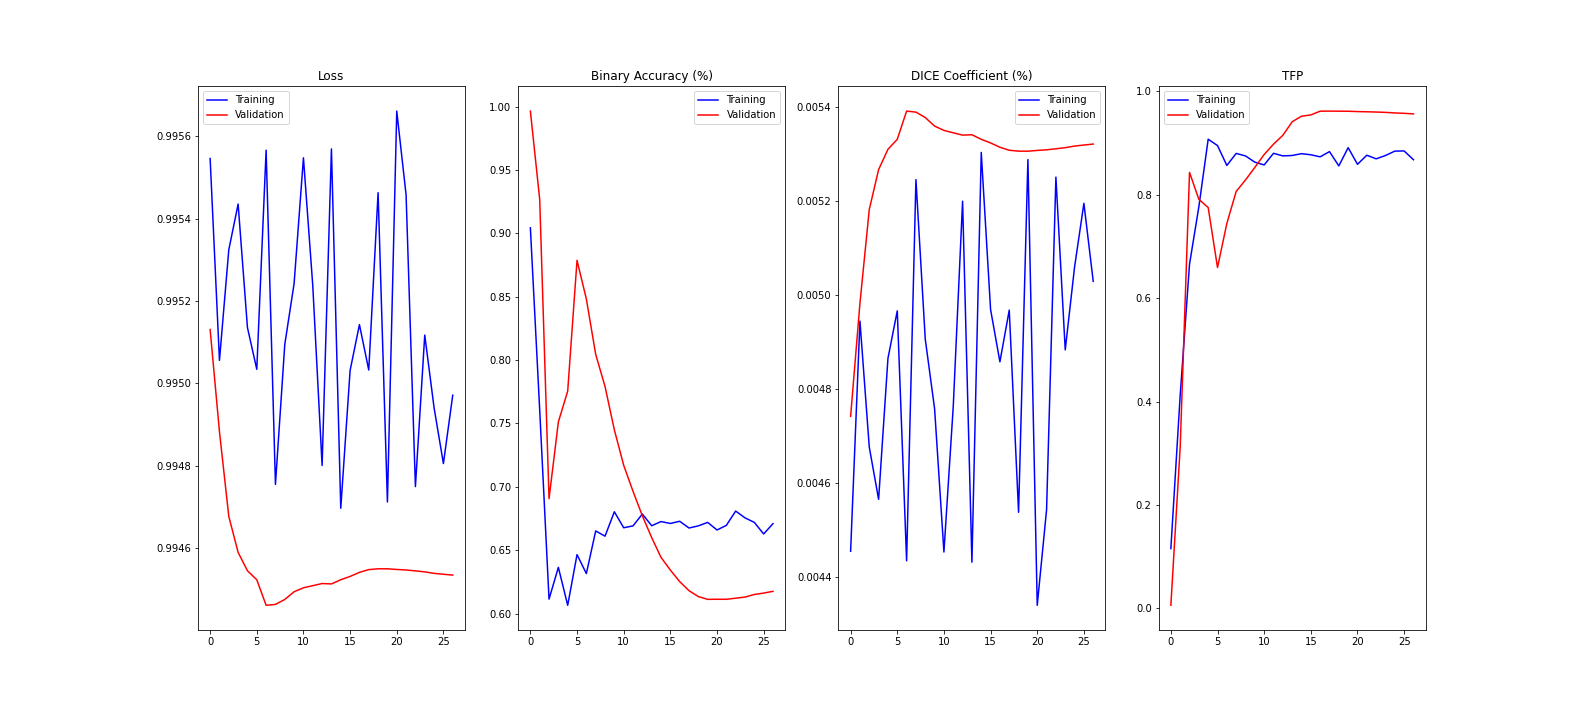 Loss
Training
Validation
0.9956
0.9954
0.9952
0.9950
0.9948
0.9946
0 5 10 15 20 25
Binary Accuracy (%)
Training
Validation
1.00
0.95
0.90
0.85
0.80
0.75
0.70
0.65
0.60
0 5 10 15 20 25
DICE Coefficient (%)
Training
Validation
0.0054
0.0052
0.0050
0.0048
0.0046
0.0044
0 5 10 15 20 25
TFP
Training
Validation
1.0
0.8
0.6
0.4
0.2
0.0
0 5 10 15 20 25